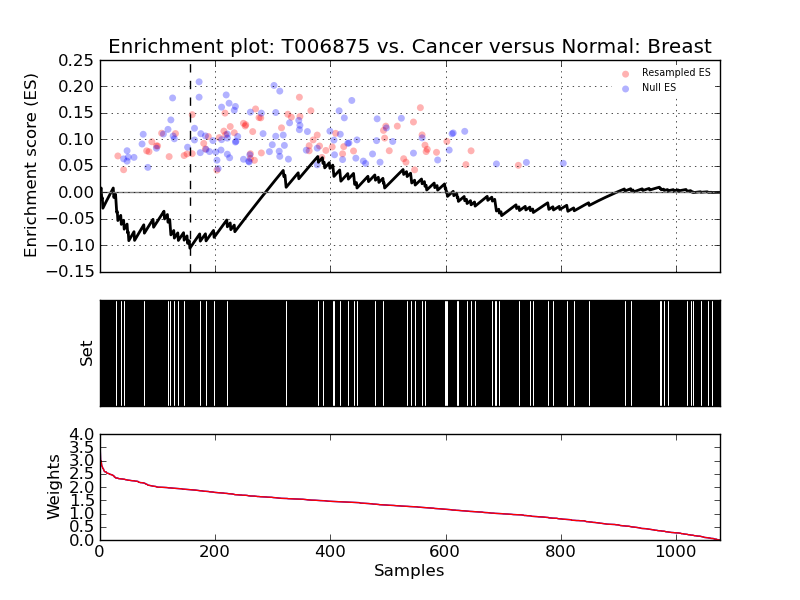 Enrichment plot: T006875 vs. Cancer versus Normal: Breast
Enrichment score (ES)
0.25
0.20
0.15
0.10
0.05
0.00
−0.05
−0.10
−0.15
Resampled ES
Null ES
Set
Weights
4.0
3.5
3.0
2.5
2.0
1.5
1.0
0.5
0.0
0 200 400 600 800 1000
Samples